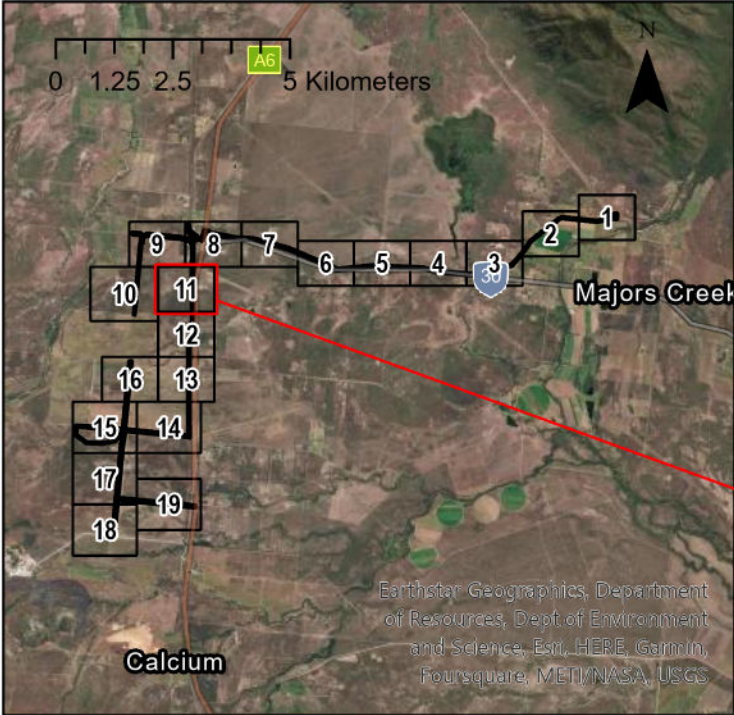 N
A6
0 1.25 2.5 5 Kilometers
1
2
9 8 7
6 5 4 3
30
10 11
Majors Creek
12
16 13
15 14
17
19
18
Earthstar Geographics, Department
of Resources, Dept of Environment
and Science, Esri, HERE, Garmin,
Foursquare, METI/NASA, USGS
Calcium